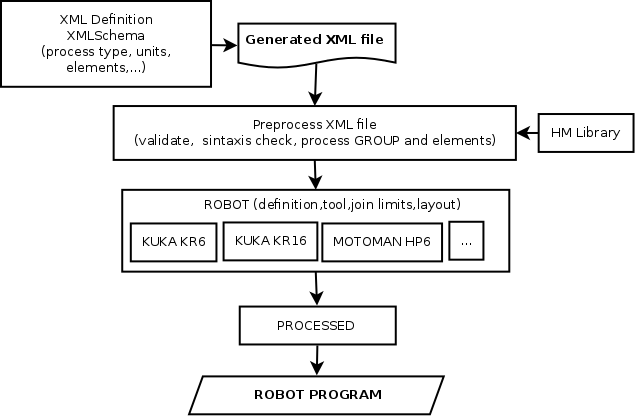 XML Definition
XMLSchema
(process type, units,
elements,...)
Generated XML file
Preprocess XML file
(validate,  sintaxis check, process GROUP and elements)
HM Library
ROBOT (definition,tool,join limits,layout)
KUKA KR6
KUKA KR16
MOTOMAN HP6
...
PROCESSED
ROBOT PROGRAM